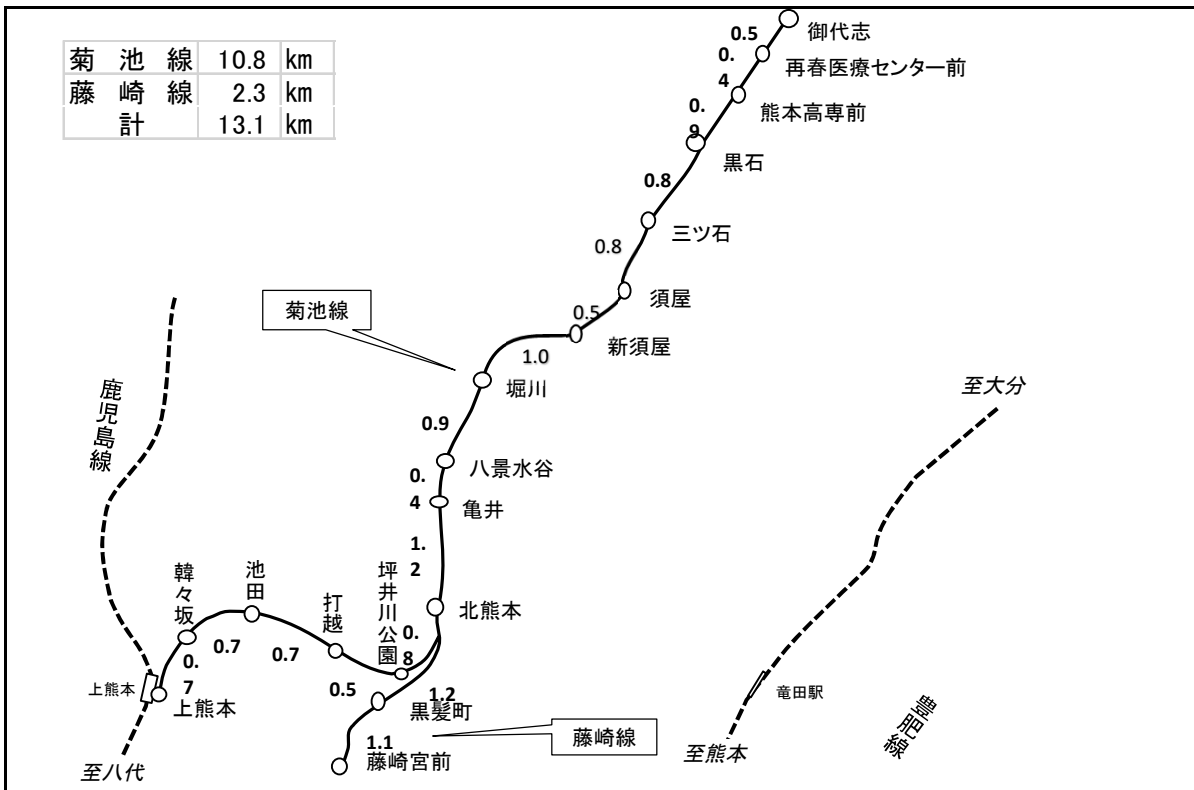 菊池線 10.8 km
藤崎線 2.3 km
計 13.1 km
御代志
0.5
再春医療センター前
0.4
熊本高専前
0.9
黒石
0.8
三ツ石
0.8
須屋
0.5
新須屋
1.0
菊池線
堀川
0.9
八景水谷
0.4
亀井
1.2
北熊本
0.8
坪井川公園
0.5
打越
0.7
池田
0.7
韓々坂
0.7
上熊本
上熊本
鹿児島線
至八代
1.2
黒髪町
1.1
藤崎宮前
藤崎線
至大分
竜田駅
至熊本
豊肥線